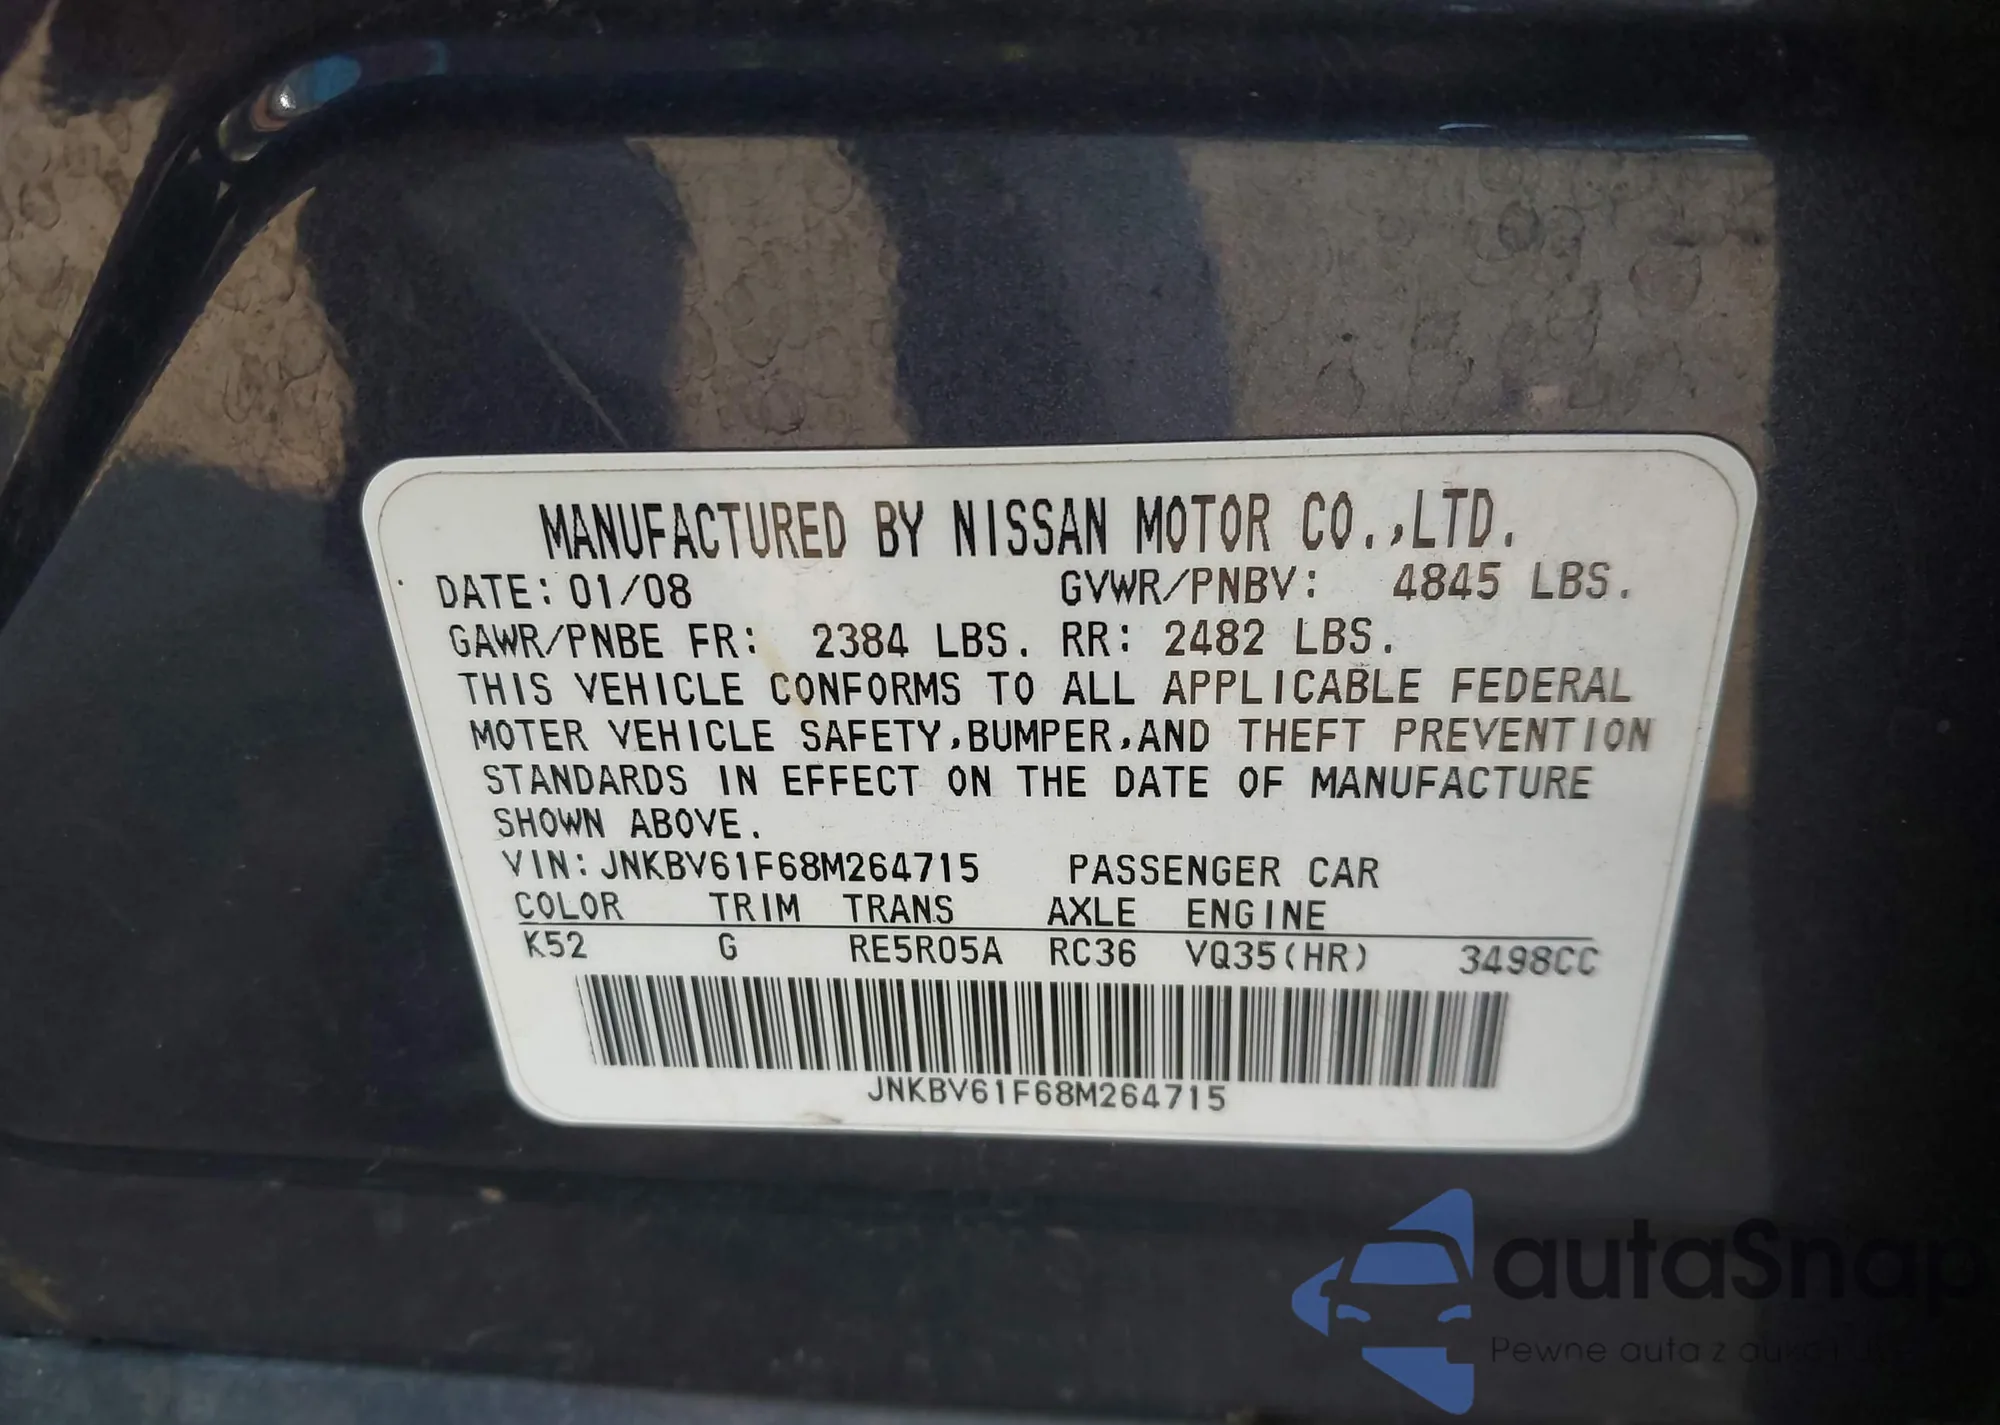 MANUFACTURED BY NISSAN MOTOR CO.,LTD.
DATE: 01/08 GVWR/PNBV: 4845 LBS.
GAWR/PNBE FR: 2384 LBS. RR: 2482 LBS.
THIS VEHICLE CONFORMS TO ALL APPLICABLE FEDERAL
MOTER VEHICLE SAFETY,BUMPER,AND THEFT PREVENTION
STANDARDS IN EFFECT ON THE DATE OF MANUFACTURE
SHOWN ABOVE.
VIN: JNKBV61F68M264715 PASSENGER CAR
COLOR TRIM TRANS AXLE ENGINE
K52 G RE5R05A RC36 VQ35(HR) 3498CC
JNKBV61F68M264715
autaSnap
Pewne auta z